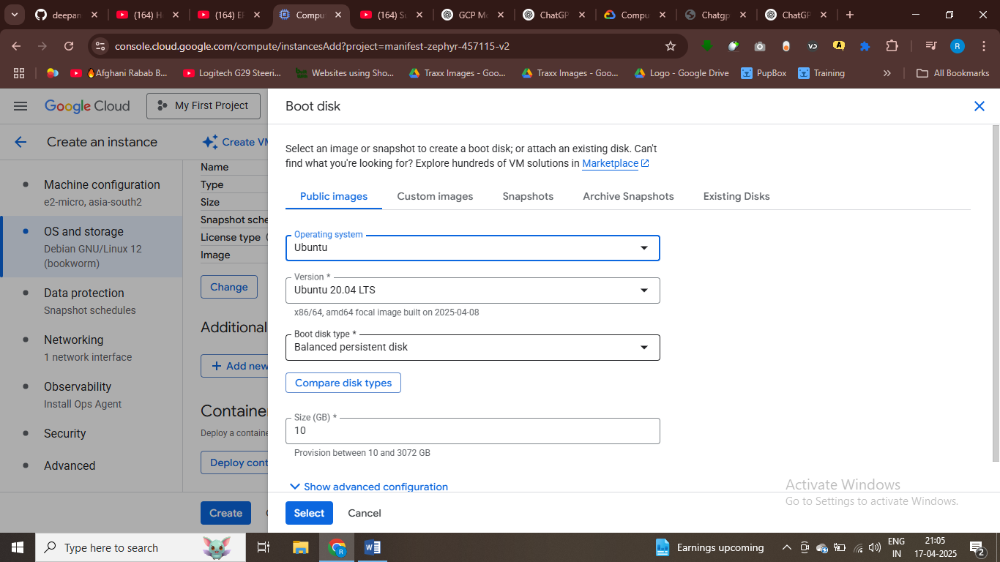 deepan
(164) H
(164) El
Compu
(164) Su
GCP Mo
ChatGP
Compu
Chatgp
ChatGP
console.cloud.google.com/compute/instancesAdd?project=manifest-zephyr-457115-v2
R
Afghani Rabab B...
Logitech G29 Steeri...
Websites using Sho...
Traxx Images - Goo...
Traxx Images - Goo...
Logo - Google Drive
PupBox
Training
»
All Bookmarks
Google Cloud
My First Project
Create an instance
Create VM
Machine configuration
e2-micro, asia-south2
OS and storage
Debian GNU/Linux 12
(bookworm)
Data protection
Snapshot schedules
Networking
1 network interface
Observability
Install Ops Agent
Security
Advanced
Name
Type
Size
Snapshot sche
License type
Image
Change
Additional
Add new
Container
Deploy a containe
Deploy cont
Create
Boot disk
Select an image or snapshot to create a boot disk; or attach an existing disk. Can't
find what you're looking for? Explore hundreds of VM solutions in Marketplace
Public images
Custom images
Snapshots
Archive Snapshots
Existing Disks
Operating system
Ubuntu
Version *
Ubuntu 20.04 LTS
x86/64, amd64 focal image built on 2025-04-08
Boot disk type *
Balanced persistent disk
Compare disk types
Size (GB) *
10
Provision between 10 and 3072 GB
Show advanced configuration
Select
Cancel
Activate Windows
Go to Settings to activate Windows.
Type here to search
Earnings upcoming
ENG
IN
21:05
17-04-2025
2